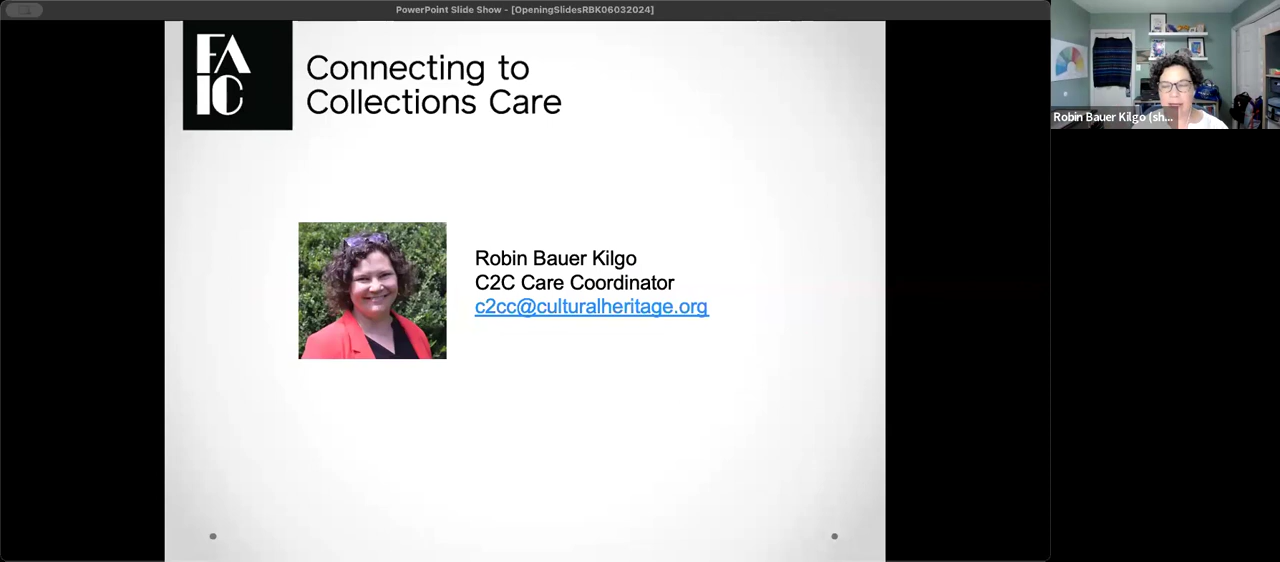 PowerPoint Slide Show - [OpeningSlidesRBK06032024]
FA
IC
Connecting to
Collections Care
Robin Bauer Kilgo
C2C Care Coordinator
c2cc@culturalheritage.org
Robin Bauer Kilgo (sh...